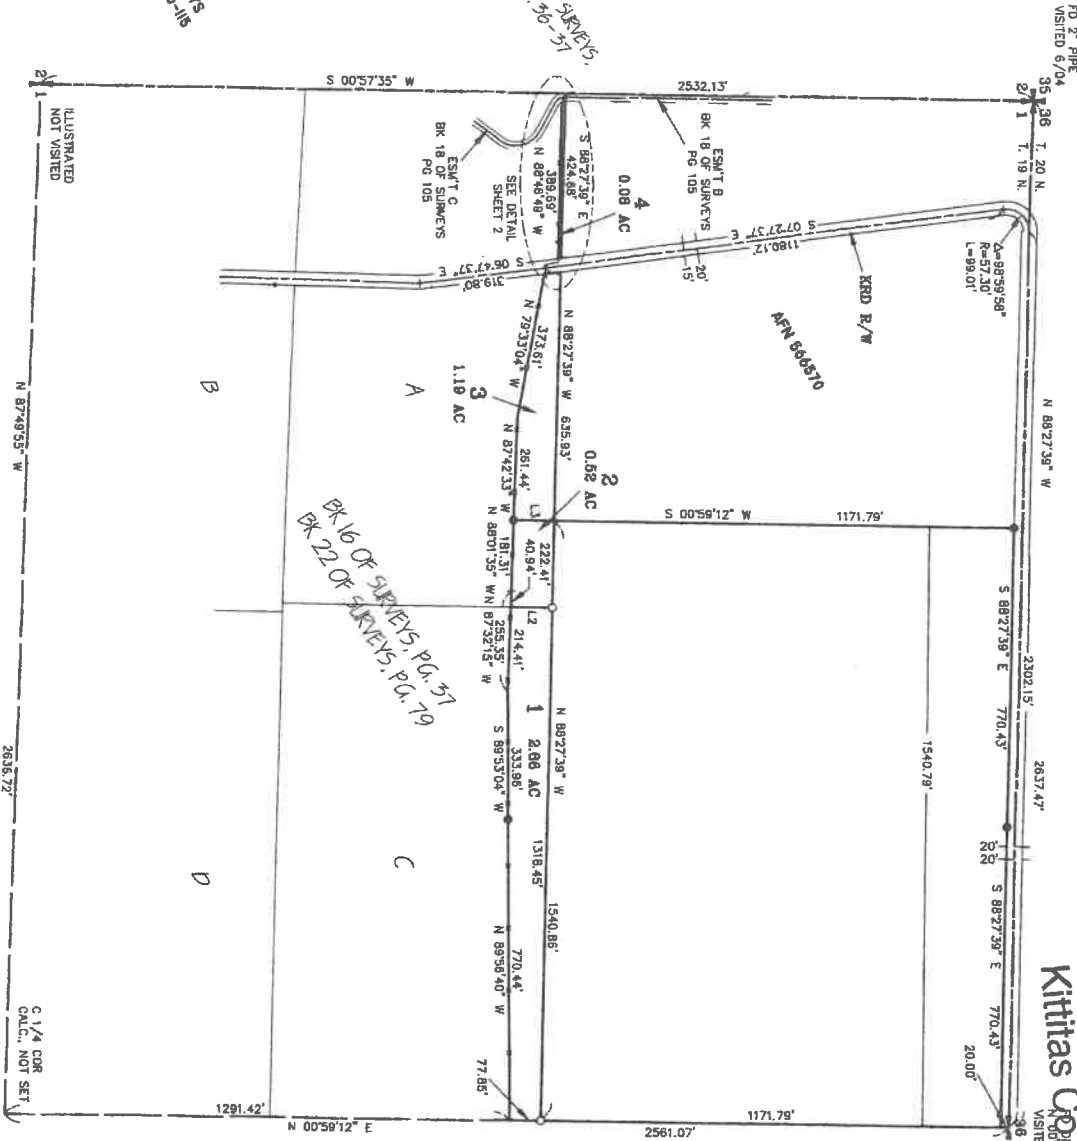 FD 2" PIPE
VISITED 6/04
35 36
2 1
T. 20 N.
T. 19 N.
Kittitas Co
VISITE
36
N 88°27'39" W
2637.47'
2302.15'
Δ=98°59'58"
R=57.30'
L=99.01'
S 88°27'39" E
770.43'
20'
20'
S 88°27'39" E
770.43'
20.00'
1540.79'
KRD R/W
AFN 566570
S 07°27'37" E
1180.12'
20'
15'
2532.13'
S 00°57'35" W
ESM'T B
BK 18 OF SURVEYS
PG 105
S 00°59'12" W
1171.79'
1171.79'
2561.07'
SURVEYS,
36-37
4
0.08 AC
S 88°27'39" E
424.68'
389.69'
N 88°46'49" W
SEE DETAIL
SHEET 2
ESM'T C
BK 18 OF SURVEYS
PG 105
S 06°47'37" E
319.80'
N 88°27'39" W
635.93'
2
0.52 AC
373.61'
N 79°33'04" W
3
1.19 AC
261.44'
N 87°42'33" W
L3
222.41'
40.94'
181.31'
N 88°01'35" W
L2
214.41'
255.35'
N 87°32'15" W
N 88°27'39" W
1540.86'
1318.45'
1
2.66 AC
333.96'
S 89°53'04" W
770.44'
N 89°56'40" W
77.85'
A
B
C
D
BK 16 OF SURVEYS, PG. 37
BK 22 OF SURVEYS, PG. 79
N 00°59'12" E
1291.42'
2 1
ILLUSTRATED
NOT VISITED
N 87°49'55" W
2636.72'
C 1/4 COR
CALC., NOT SET